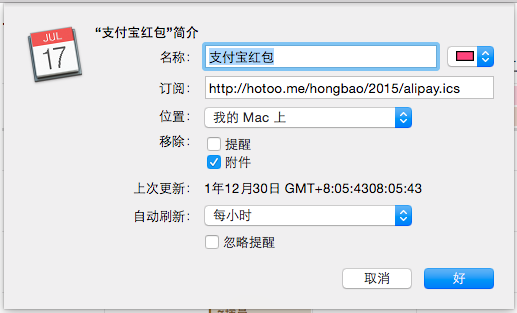 “支付宝红包”简介
JUL
17
名称：
支付宝红包
订阅：
http://hotoo.me/hongbao/2015/alipay.ics
位置：
我的 Mac 上
移除：
提醒
附件
上次更新：
1年12月30日 GMT+8:05:4308:05:43
自动刷新：
每小时
忽略提醒
取消
好